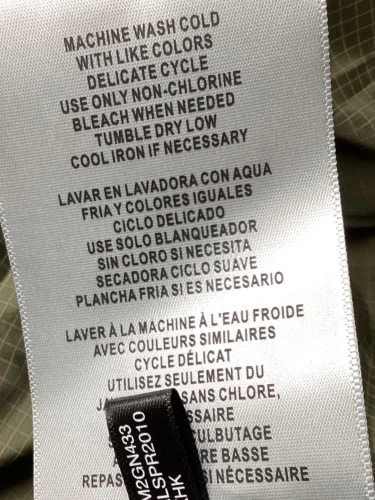 MACHINE WASH COLD
WITH LIKE COLORS
DELICATE CYCLE
USE ONLY NON-CHLORINE
BLEACH WHEN NEEDED
TUMBLE DRY LOW
COOL IRON IF NECESSARY
LAVAR EN LAVADORA CON AQUA
FRIA Y COLORES IGUALES
CICLO DELICADO
USE SOLO BLANQUEADOR
SIN CLORO SI NECESITA
SECADORA CICLO SUAVE
PLANCHA FRIA SI ES NECESARIO
LAVER À LA MACHINE À L'EAU FROIDE
AVEC COULEURS SIMILAIRES
CYCLE DÉLICAT
UTILISEZ SEULEMENT DU
SANS CHLORE,
BASSE
SI NÉCESSAIRE
M2GN433
LSPR2010